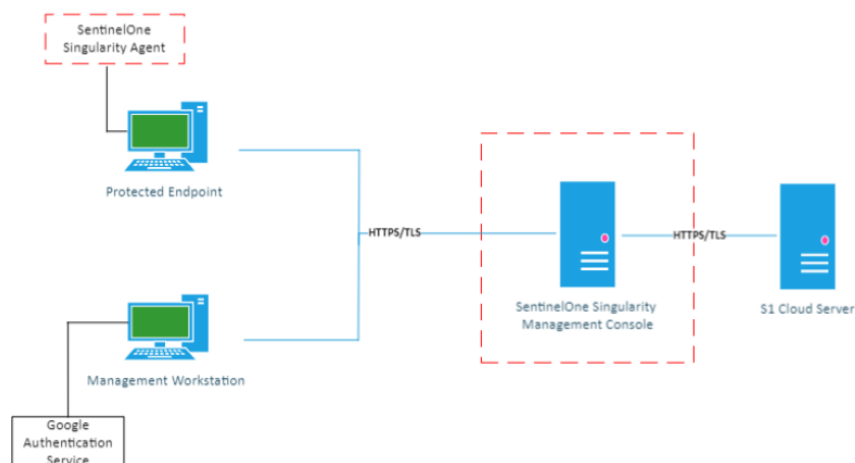 SentinelOne
Singularity Agent
Protected Endpoint
HTTPS/TLS
HTTPS/TLS
SentinelOne Singularity
Management Console
S1 Cloud Server
Management Workstation
Google
Authentication
Service